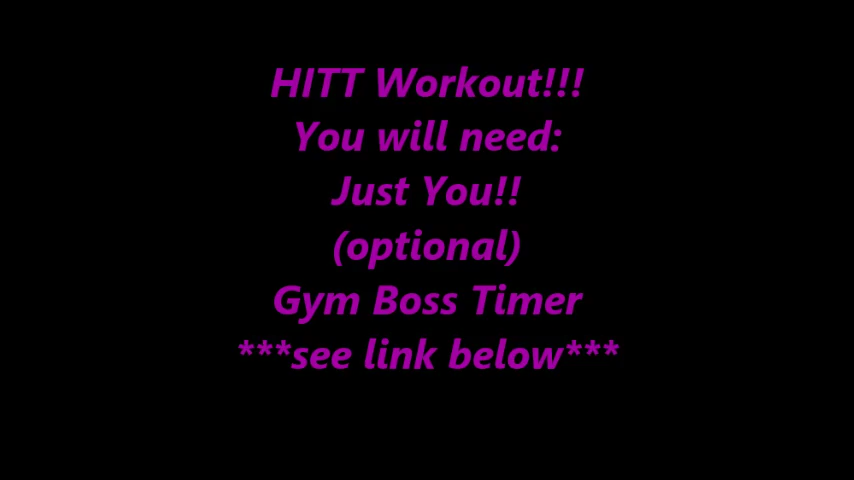 HITT Workout!!!
You will need:
Just You!!
(optional)
Gym Boss Timer
***see link below***